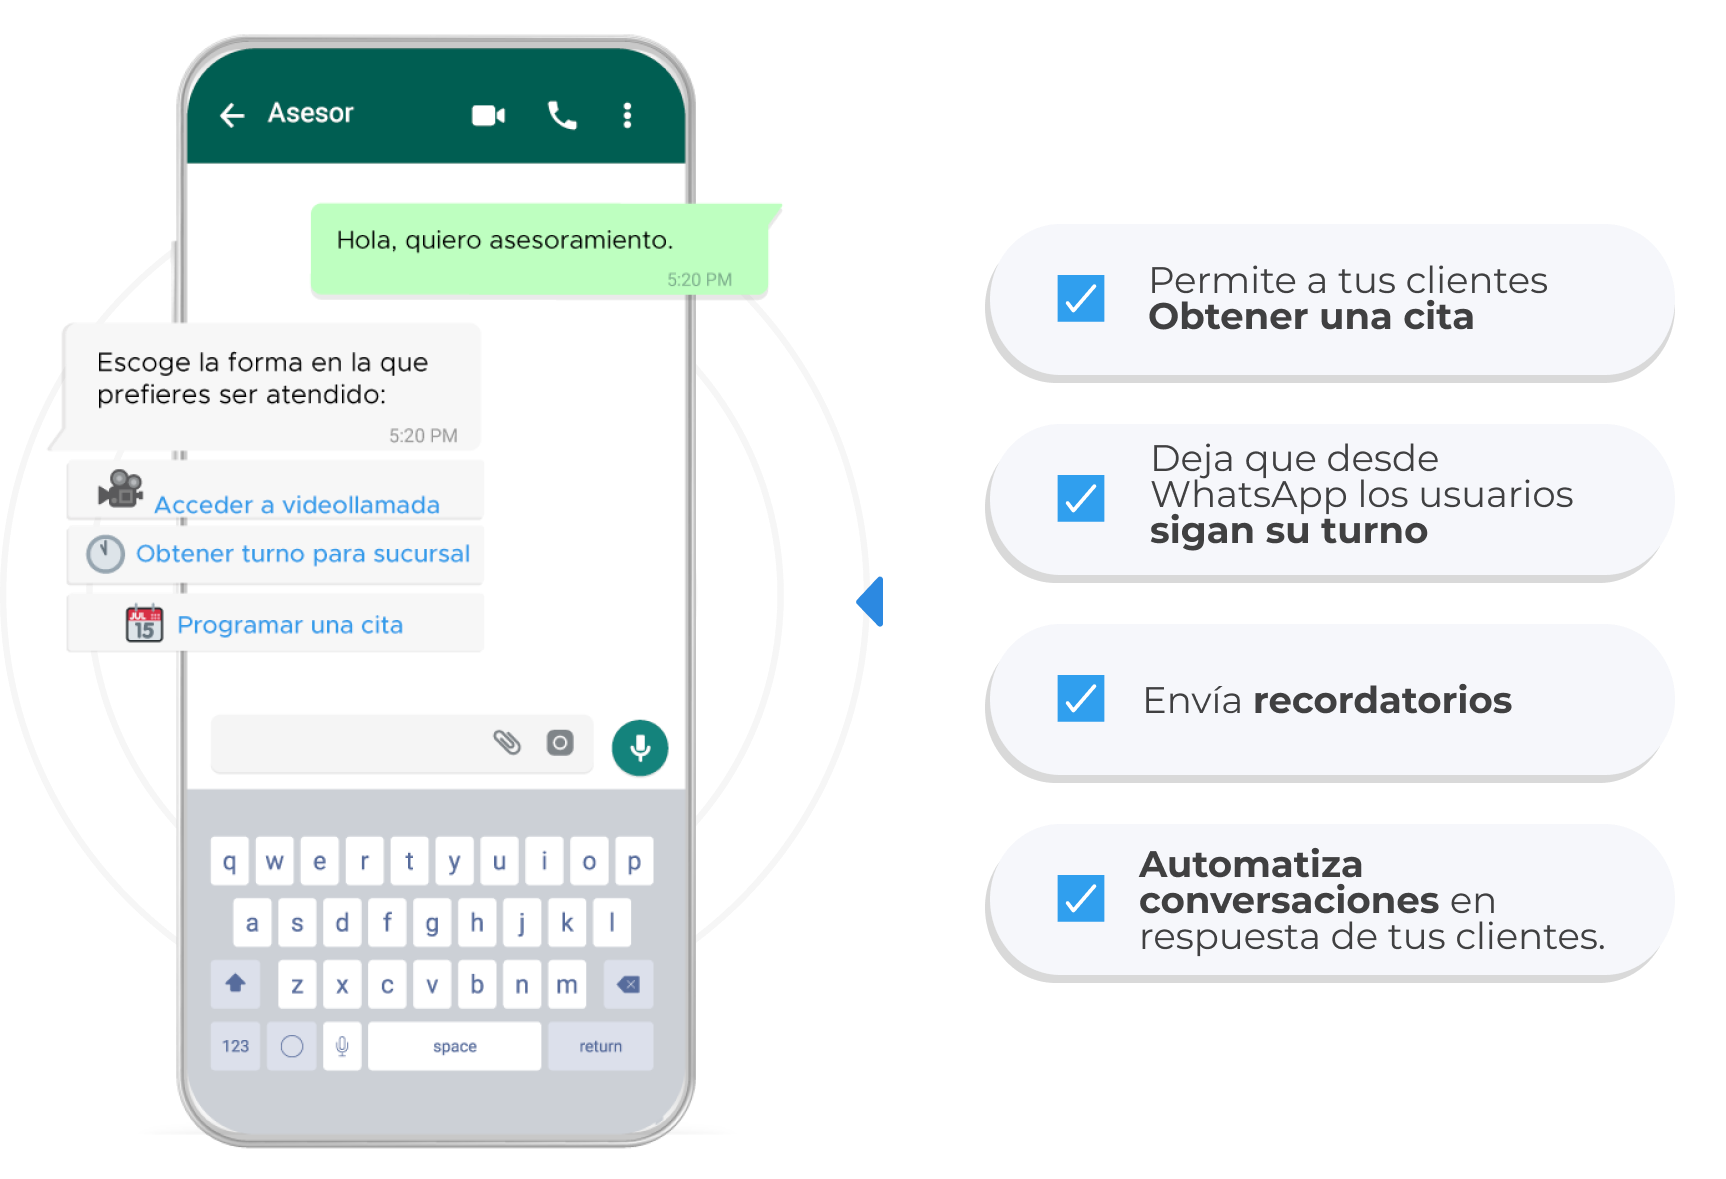 Asesor
Hola, quiero asesoramiento.
5:20 PM
Escoge la forma en la que
prefieres ser atendido:
5:20 PM
Acceder a videollamada
Obtener turno para sucursal
JUL
15
Programar una cita
q w e r t y u i o p
a s d f g h j k l
z x c v b n m
123 space return
Permite a tus clientes
Obtener una cita
Deja que desde
WhatsApp los usuarios
sigan su turno
Envía recordatorios
Automatiza
conversaciones en
respuesta de tus clientes.